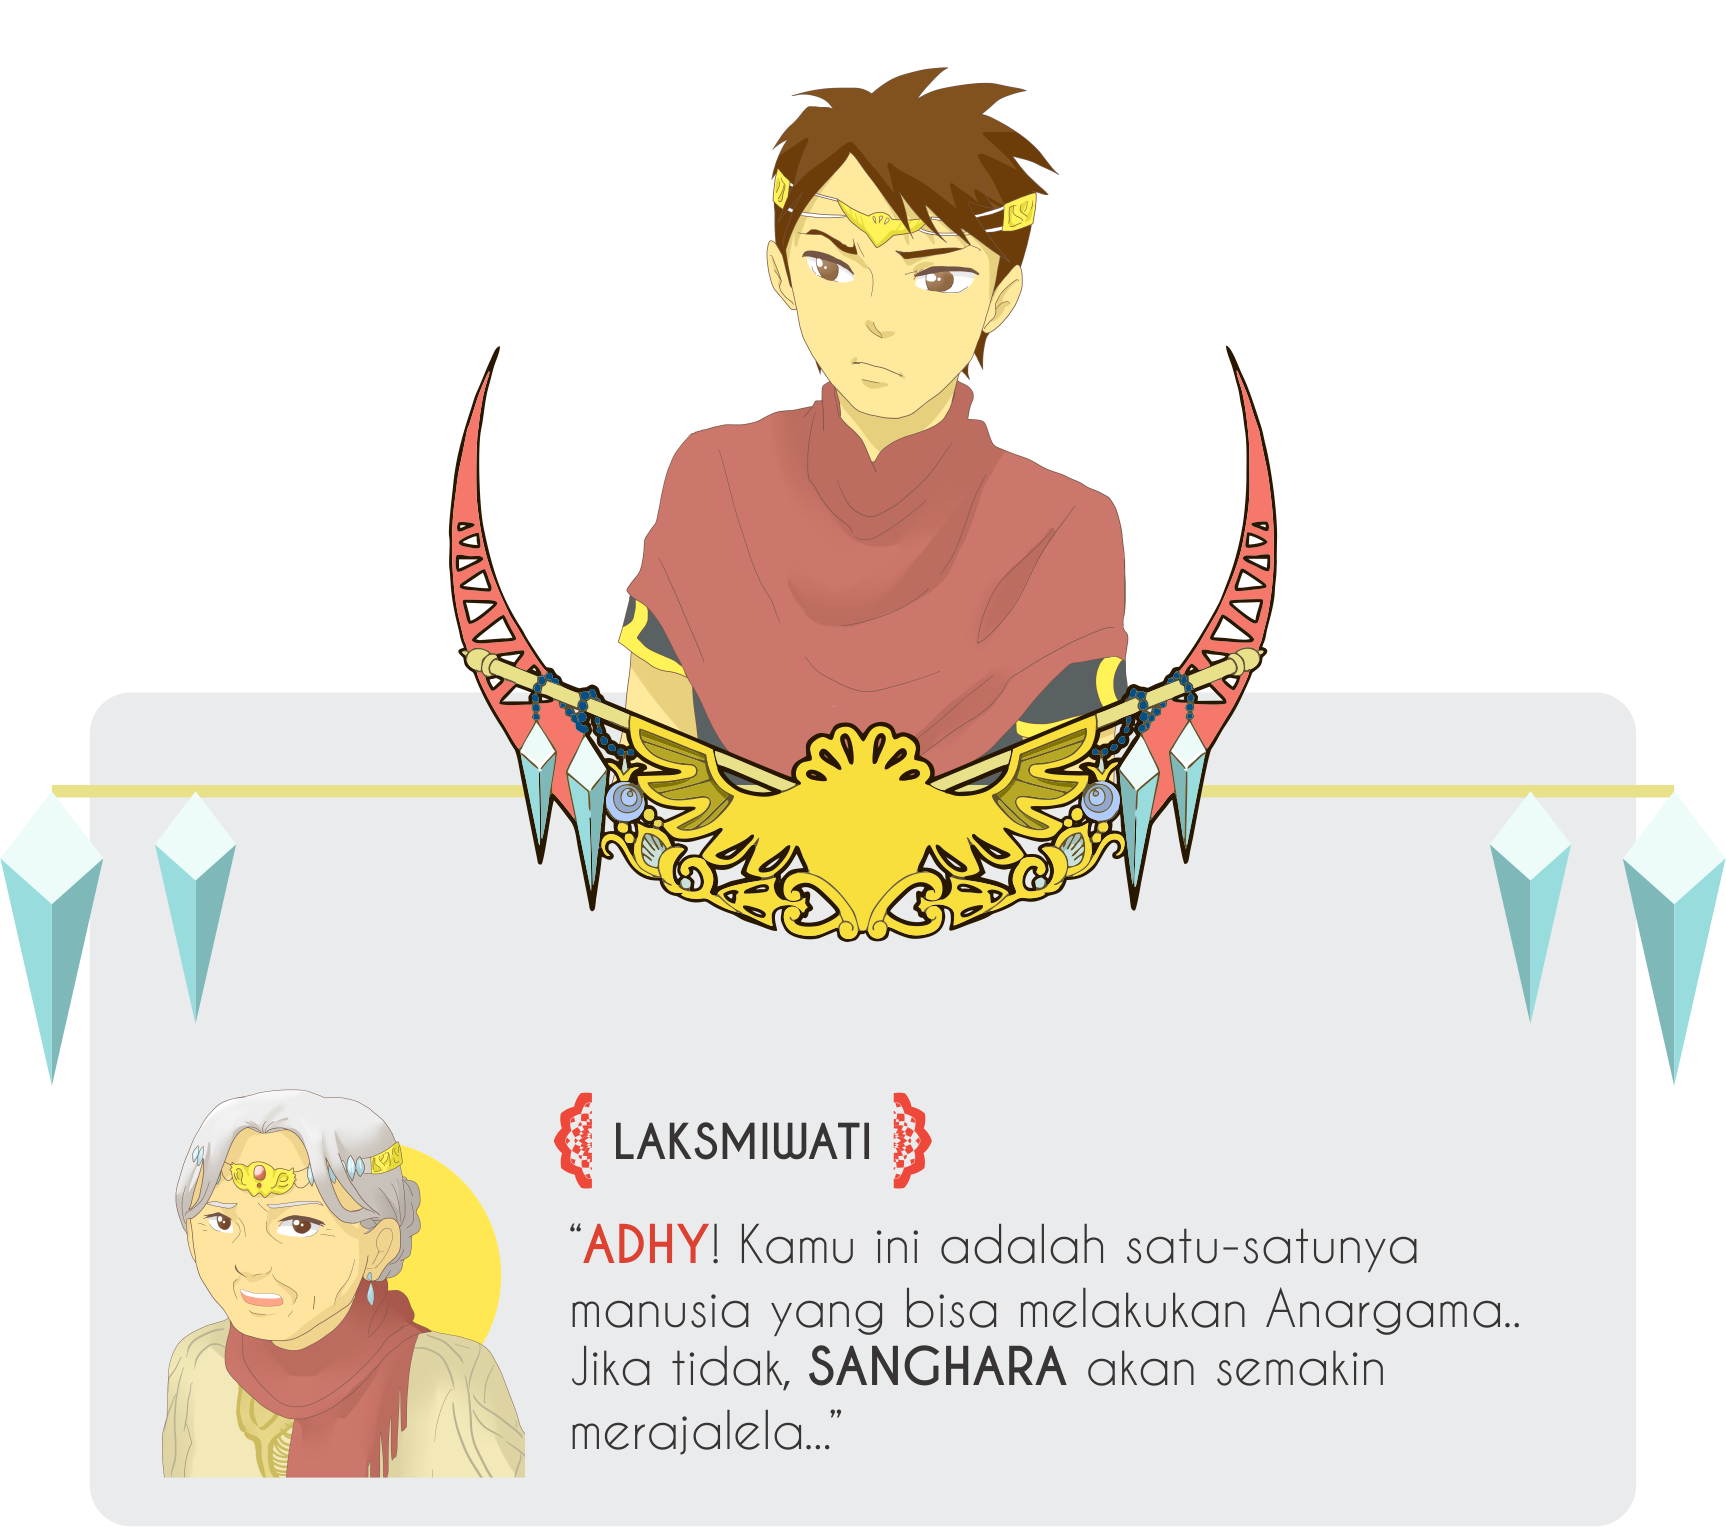 LAKSMIWATI
“ADHY! Kamu ini adalah satu-satunya
manusia yang bisa melakukan Anargama..
Jika tidak, SANGHARA akan semakin
merajalela...”